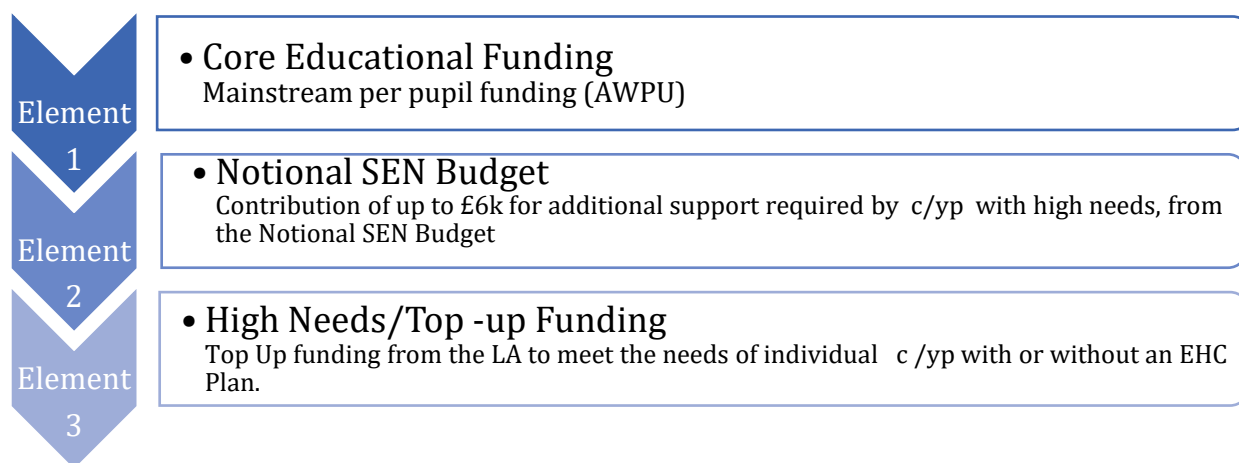 Element
1
• Core Educational Funding
Mainstream per pupil funding (AWPU)
Element
2
• Notional SEN Budget
Contribution of up to £6k for additional support required by c/yp with high needs, from
the Notional SEN Budget
Element
3
• High Needs/Top -up Funding
Top Up funding from the LA to meet the needs of individual c /yp with or without an EHC
Plan.